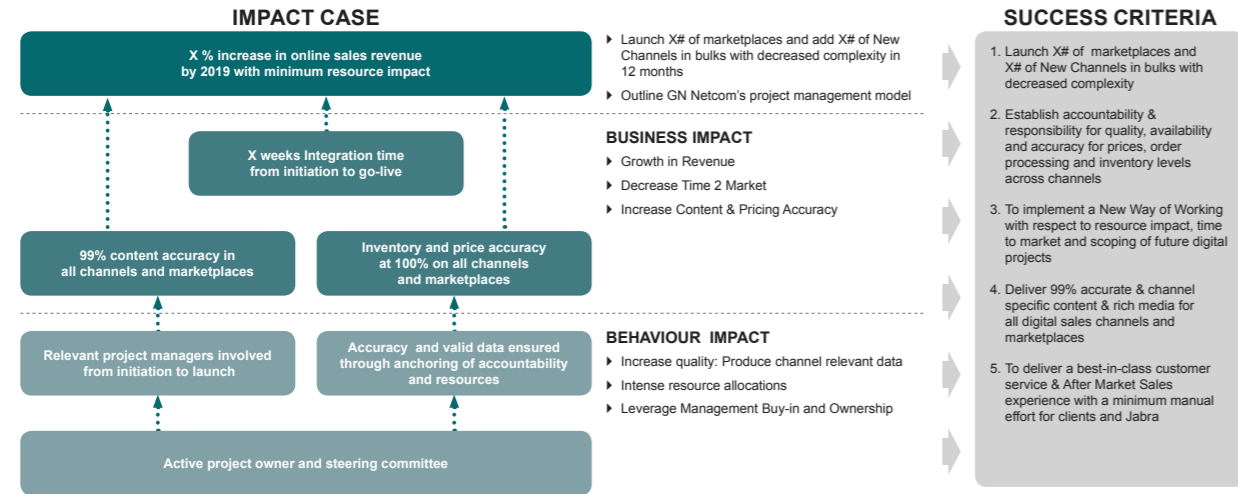 IMPACT CASE
X % increase in online sales revenue
by 2019 with minimum resource impact
Launch X# of marketplaces and add X# of New
Channels in bulks with decreased complexity in
12 months
Outline GN Netcom's project management model
X weeks Integration time
from initiation to go-live
BUSINESS IMPACT
Growth in Revenue
Decrease Time 2 Market
Increase Content & Pricing Accuracy
99% content accuracy in
all channels and marketplaces
Inventory and price accuracy
at 100% on all channels
and marketplaces
Relevant project managers involved
from initiation to launch
Accuracy and valid data ensured
through anchoring of accountability
and resources
BEHAVIOUR IMPACT
Increase quality: Produce channel relevant data
Intense resource allocations
Leverage Management Buy-in and Ownership
Active project owner and steering committee
SUCCESS CRITERIA
1. Launch X# of marketplaces and
X# of New Channels in bulks with
decreased complexity
2. Establish accountability &
responsibility for quality, availability
and accuracy for prices, order
processing and inventory levels
across channels
3. To implement a New Way of Working
with respect to resource impact, time
to market and scoping of future digital
projects
4. Deliver 99% accurate & channel
specific content & rich media for
all digital sales channels and
marketplaces
5. To deliver a best-in-class customer
service & After Market Sales
experience with a minimum manual
effort for clients and Jabra